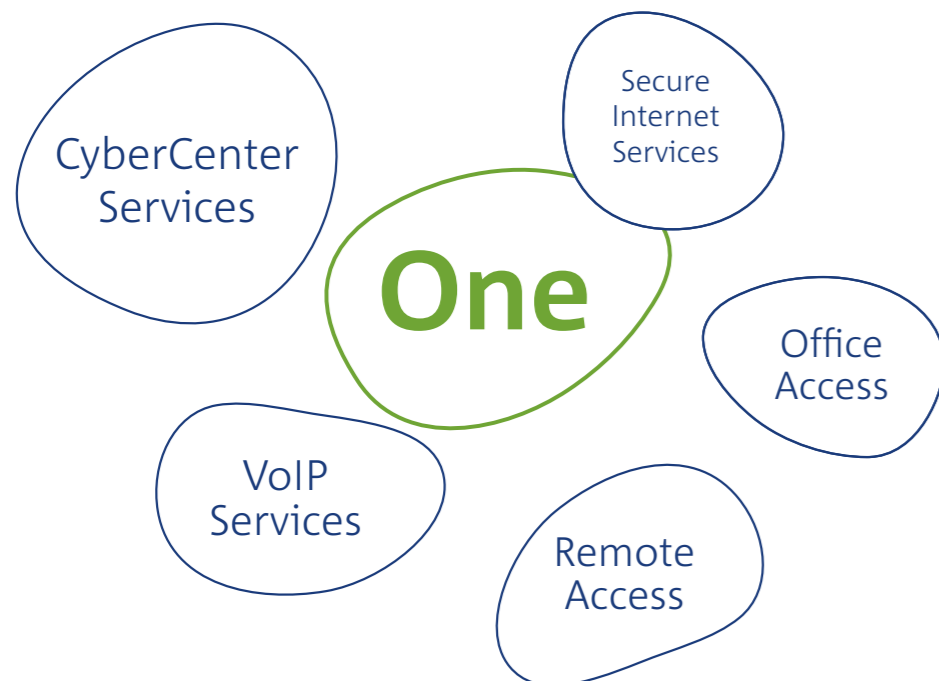 CyberCenter
Services
Secure
Internet
Services
One
Office
Access
VoIP
Services
Remote
Access